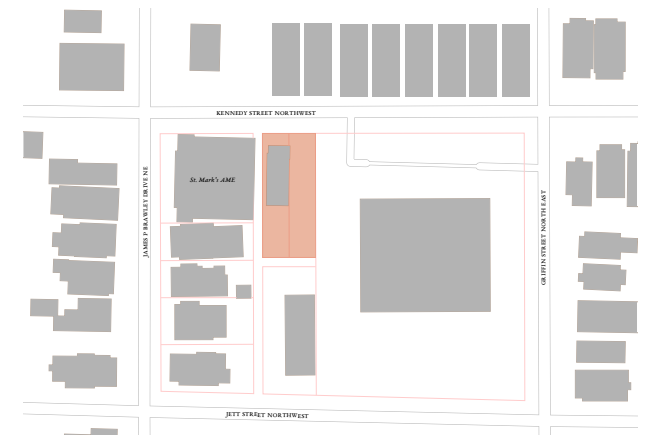 KENNEDY STREET NORTHWEST
St. Mark's AME
JAMES P BRAWLEY DRIVE NE
GRIFFIN STREET NORTH EAST
JETT STREET NORTHWEST